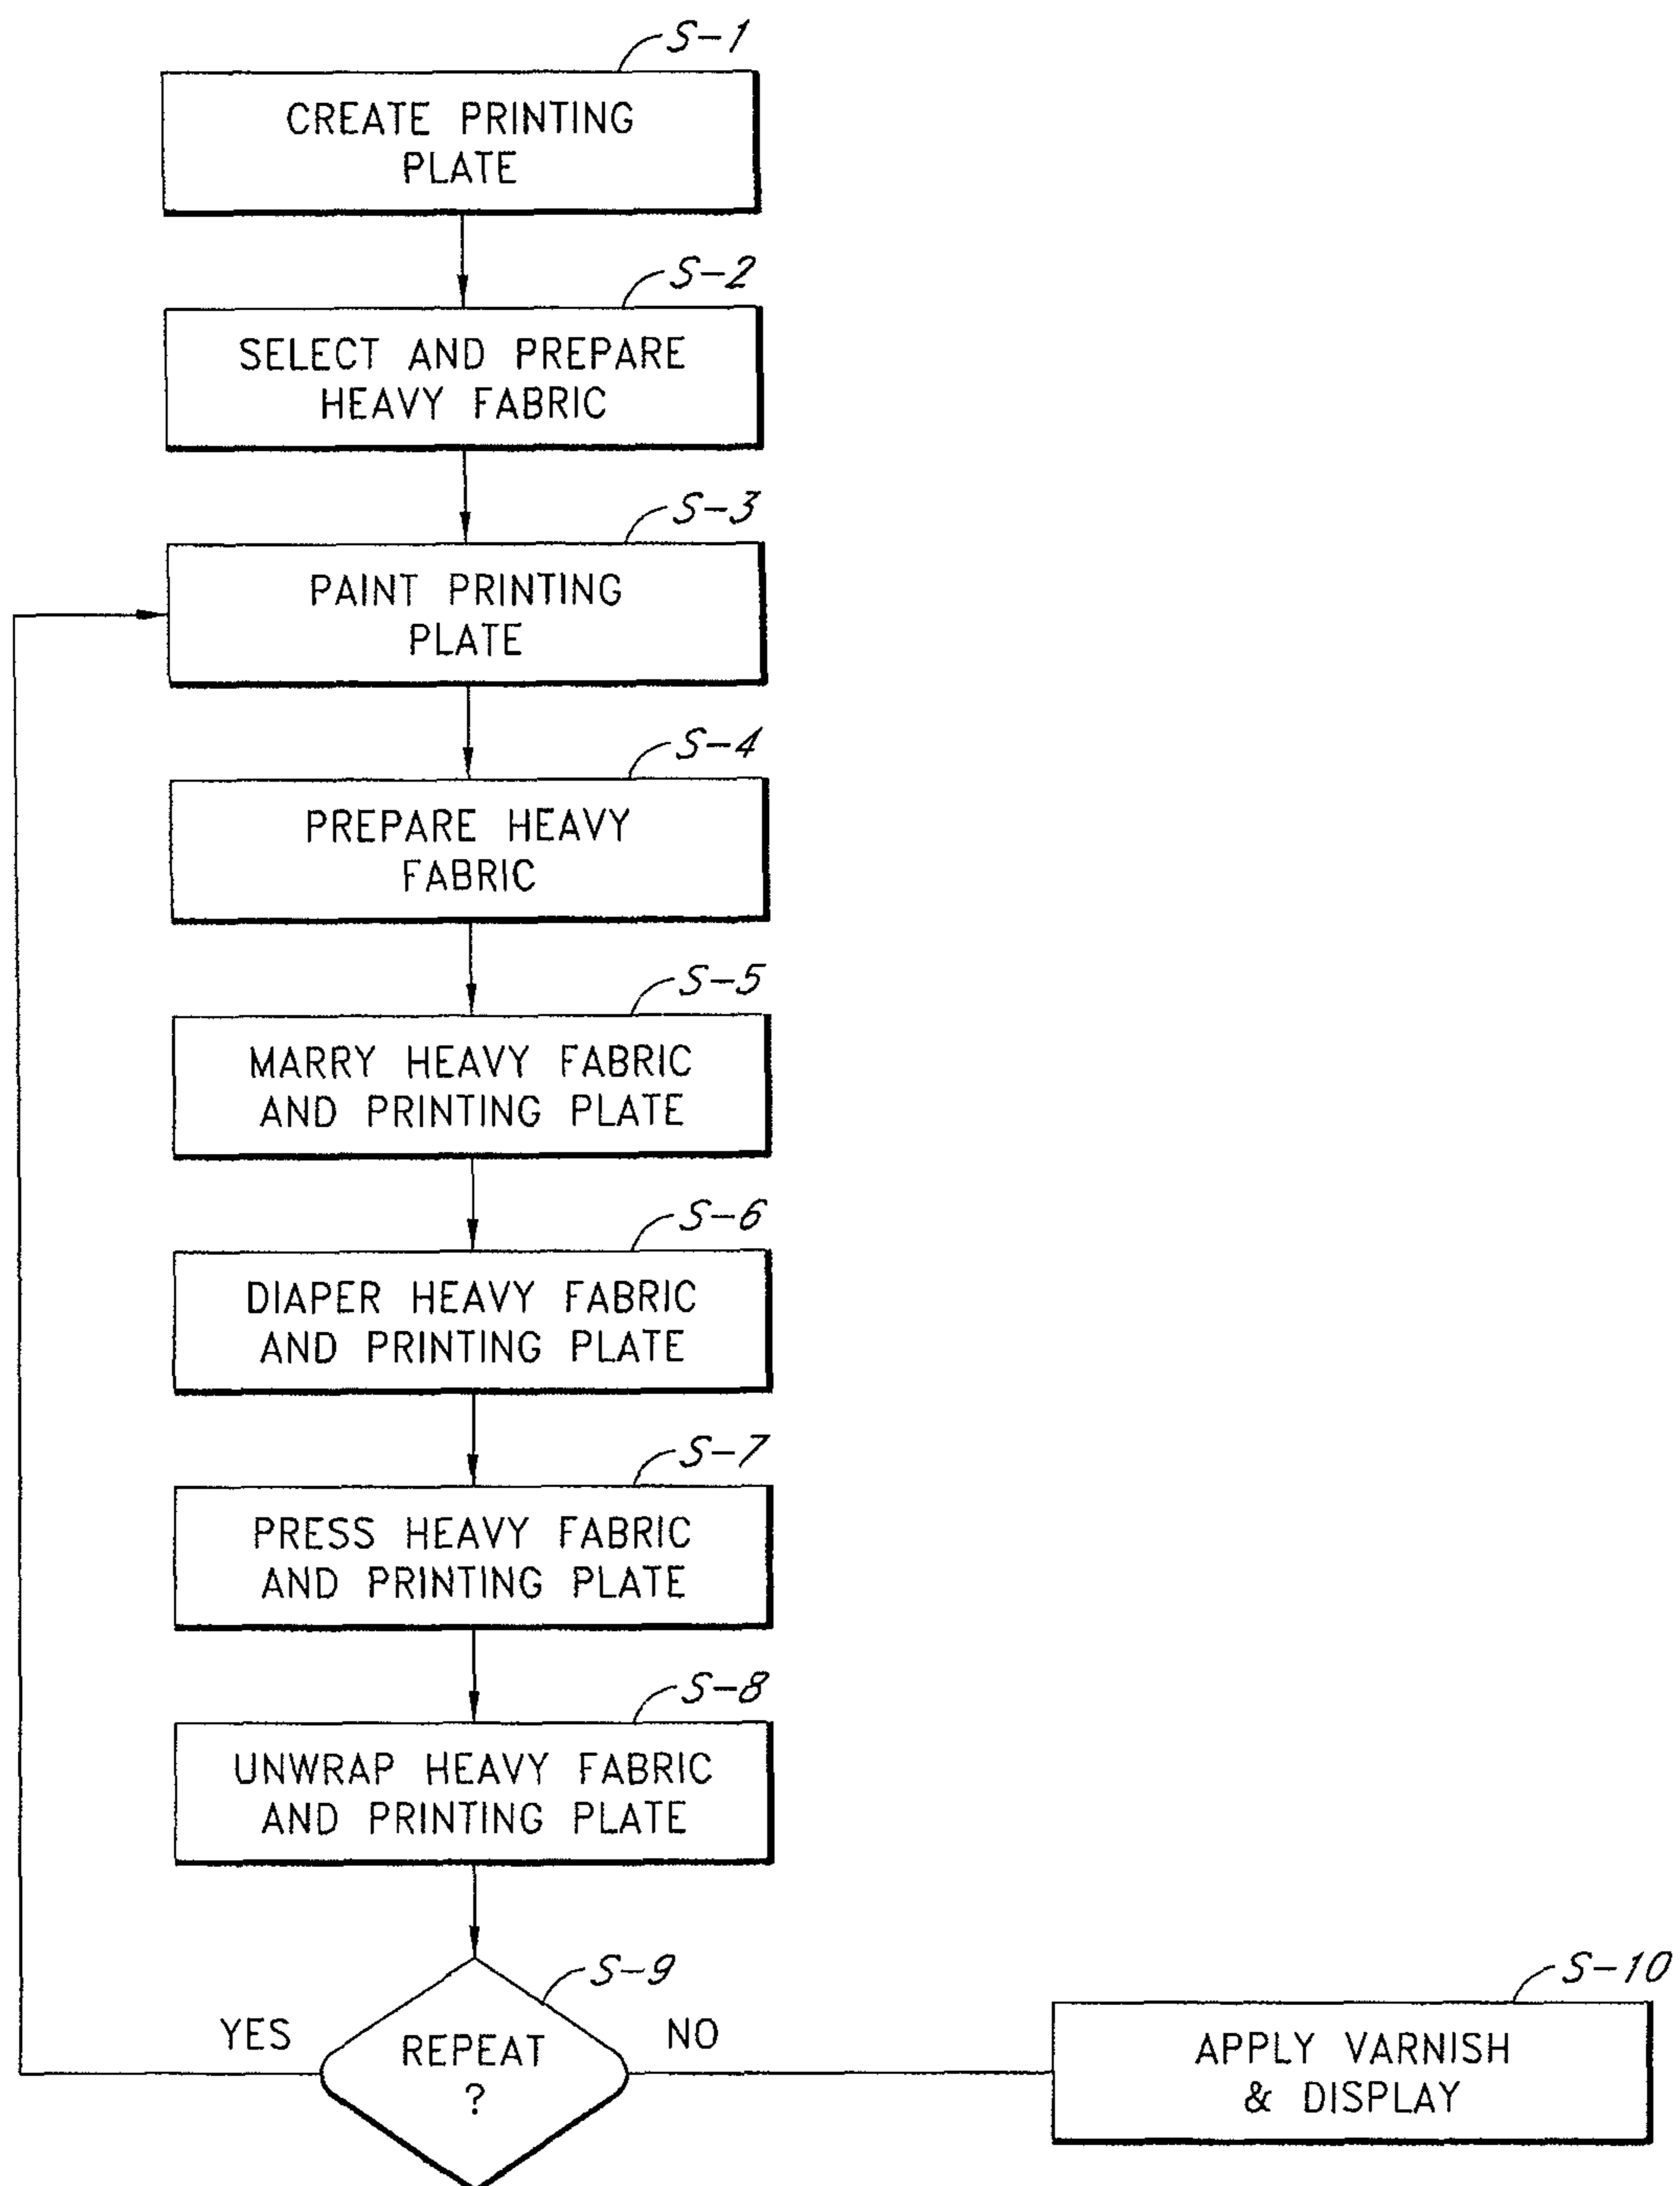 S-1
CREATE PRINTING
PLATE
S-2
SELECT AND PREPARE
HEAVY FABRIC
S-3
PAINT PRINTING
PLATE
S-4
PREPARE HEAVY
FABRIC
S-5
MARRY HEAVY FABRIC
AND PRINTING PLATE
S-6
DIAPER HEAVY FABRIC
AND PRINTING PLATE
S-7
PRESS HEAVY FABRIC
AND PRINTING PLATE
S-8
UNWRAP HEAVY FABRIC
AND PRINTING PLATE
S-9
YES
REPEAT
?
NO
S-10
APPLY VARNISH
& DISPLAY